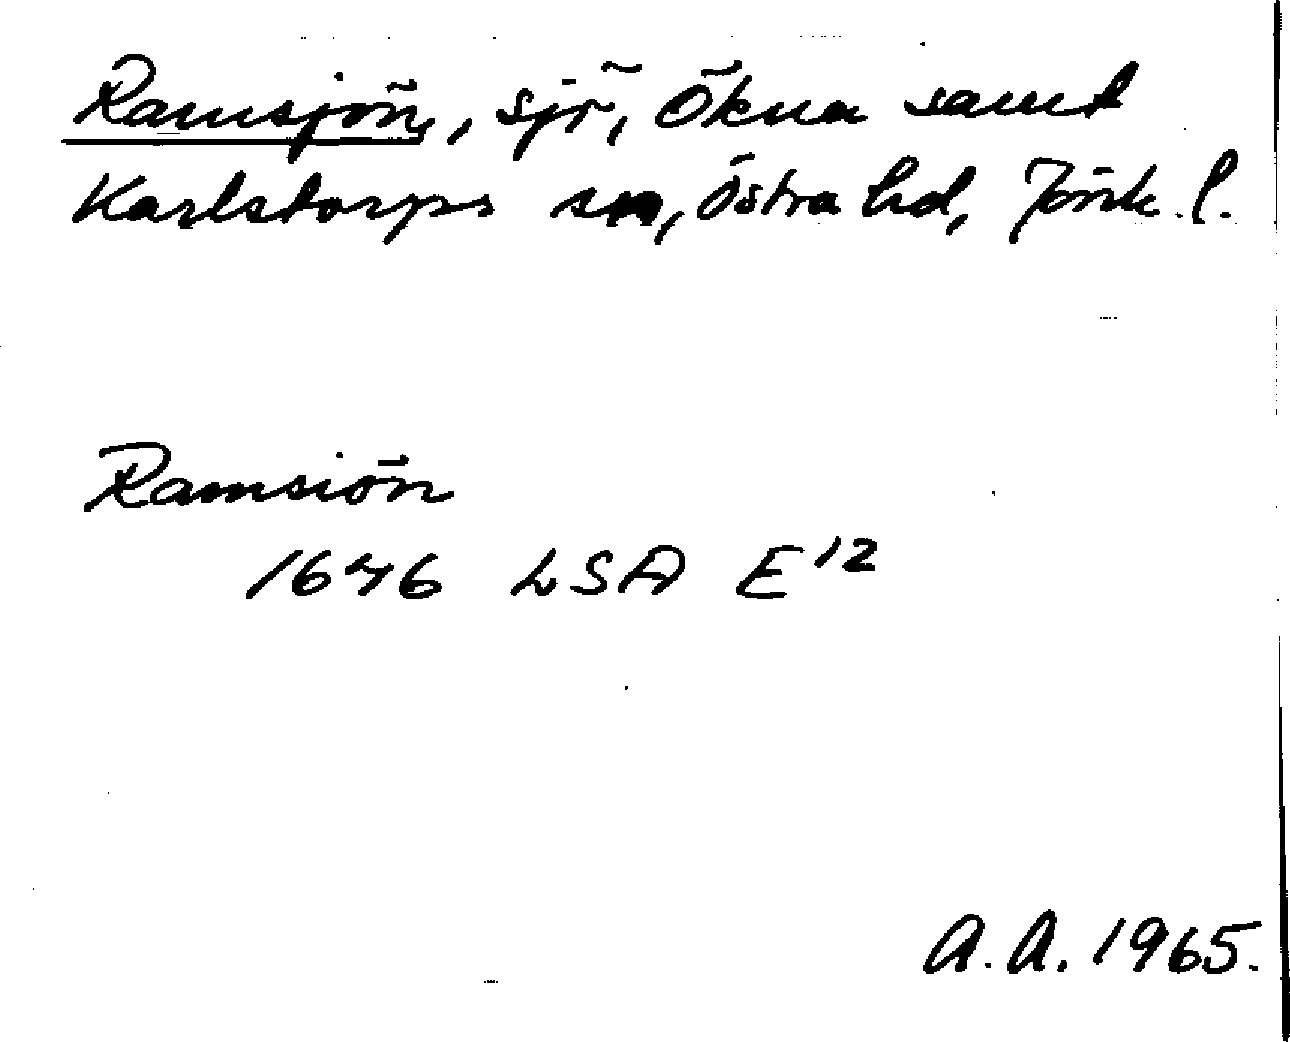 Ramsjön, sjö, Ökna samt
Karlstorps sn, Östra hd, Jönk. l.
Ramsiön
1646 LSA E12
A.A. 1965.